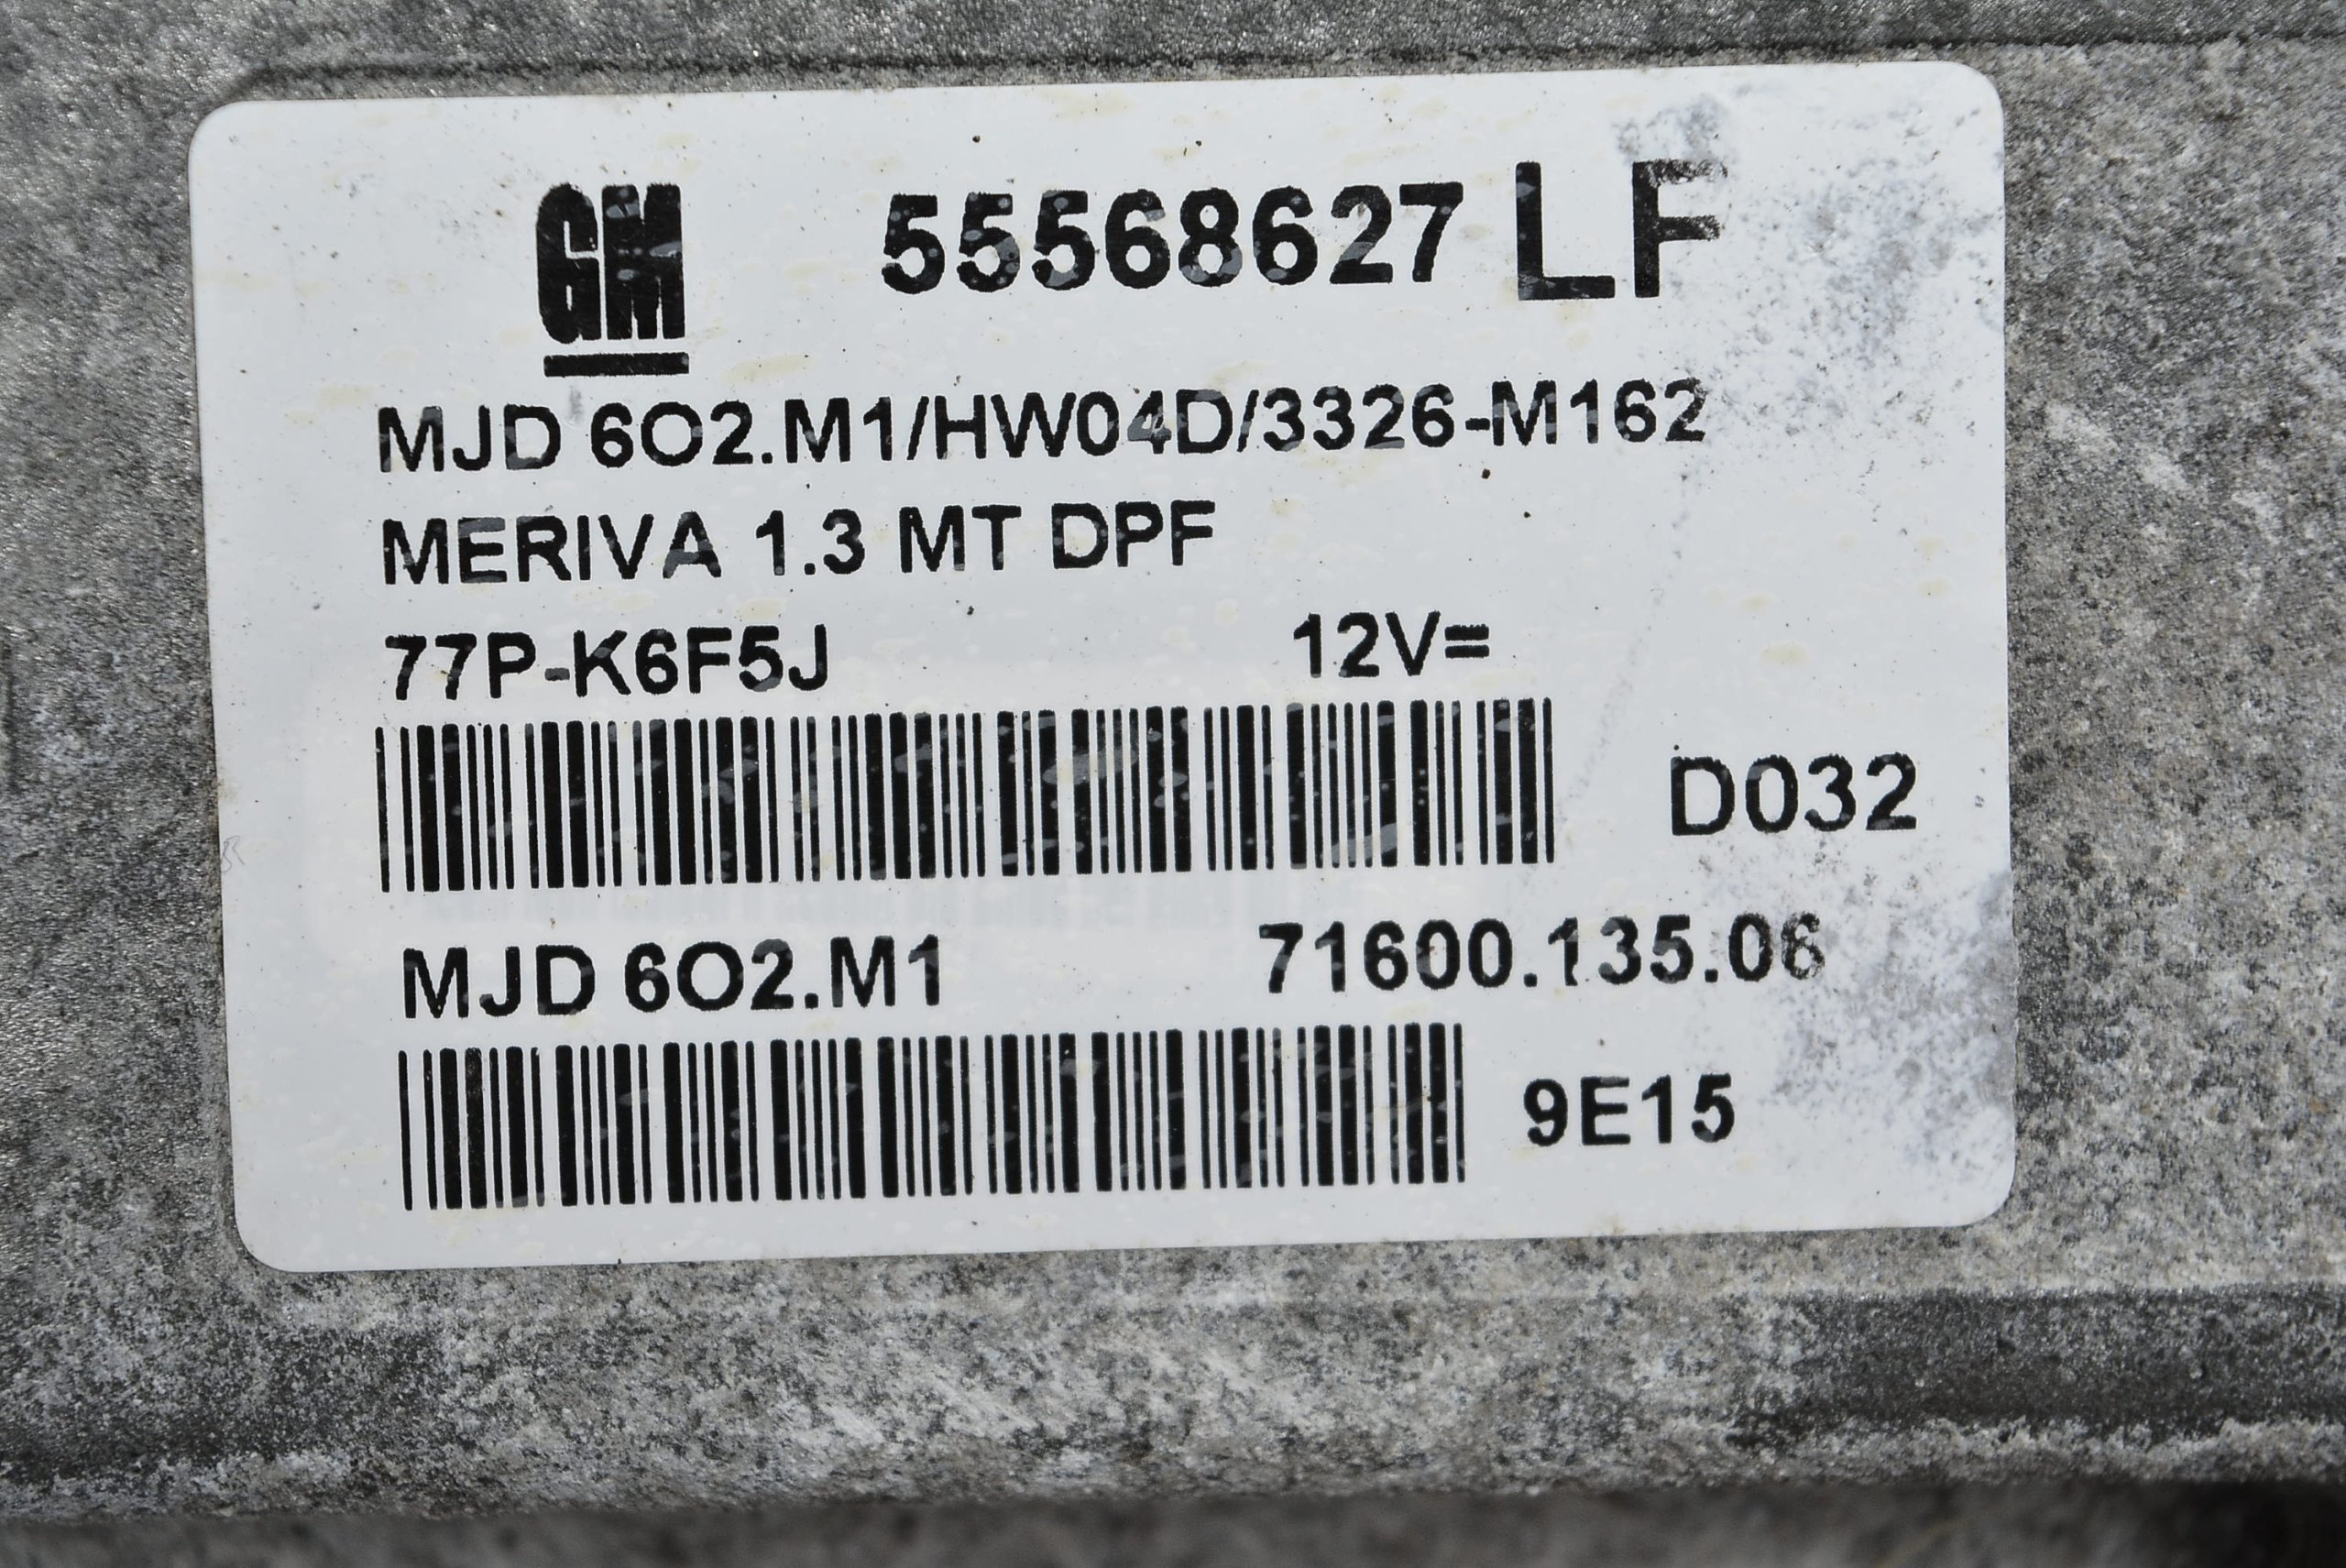 GM 55568627 LF
MJD 6O2.M1/HW04D/3326-M162
MERIVA 1.3 MT DPF
77P-K6F5J 12V=
D032
MJD 6O2.M1 71600.135.06
9E15